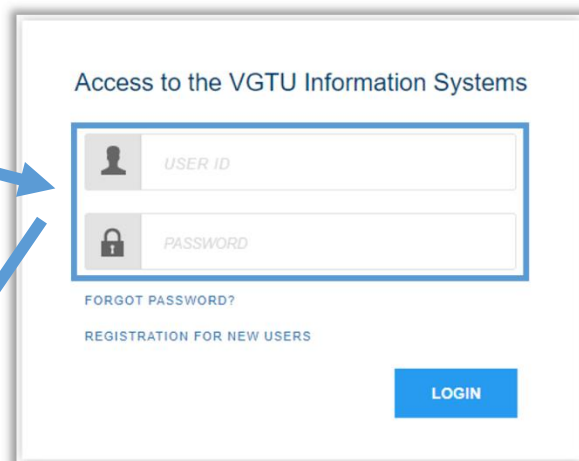 Access to the VGTU Information Systems
USER ID
PASSWORD
FORGOT PASSWORD?
REGISTRATION FOR NEW USERS
LOGIN